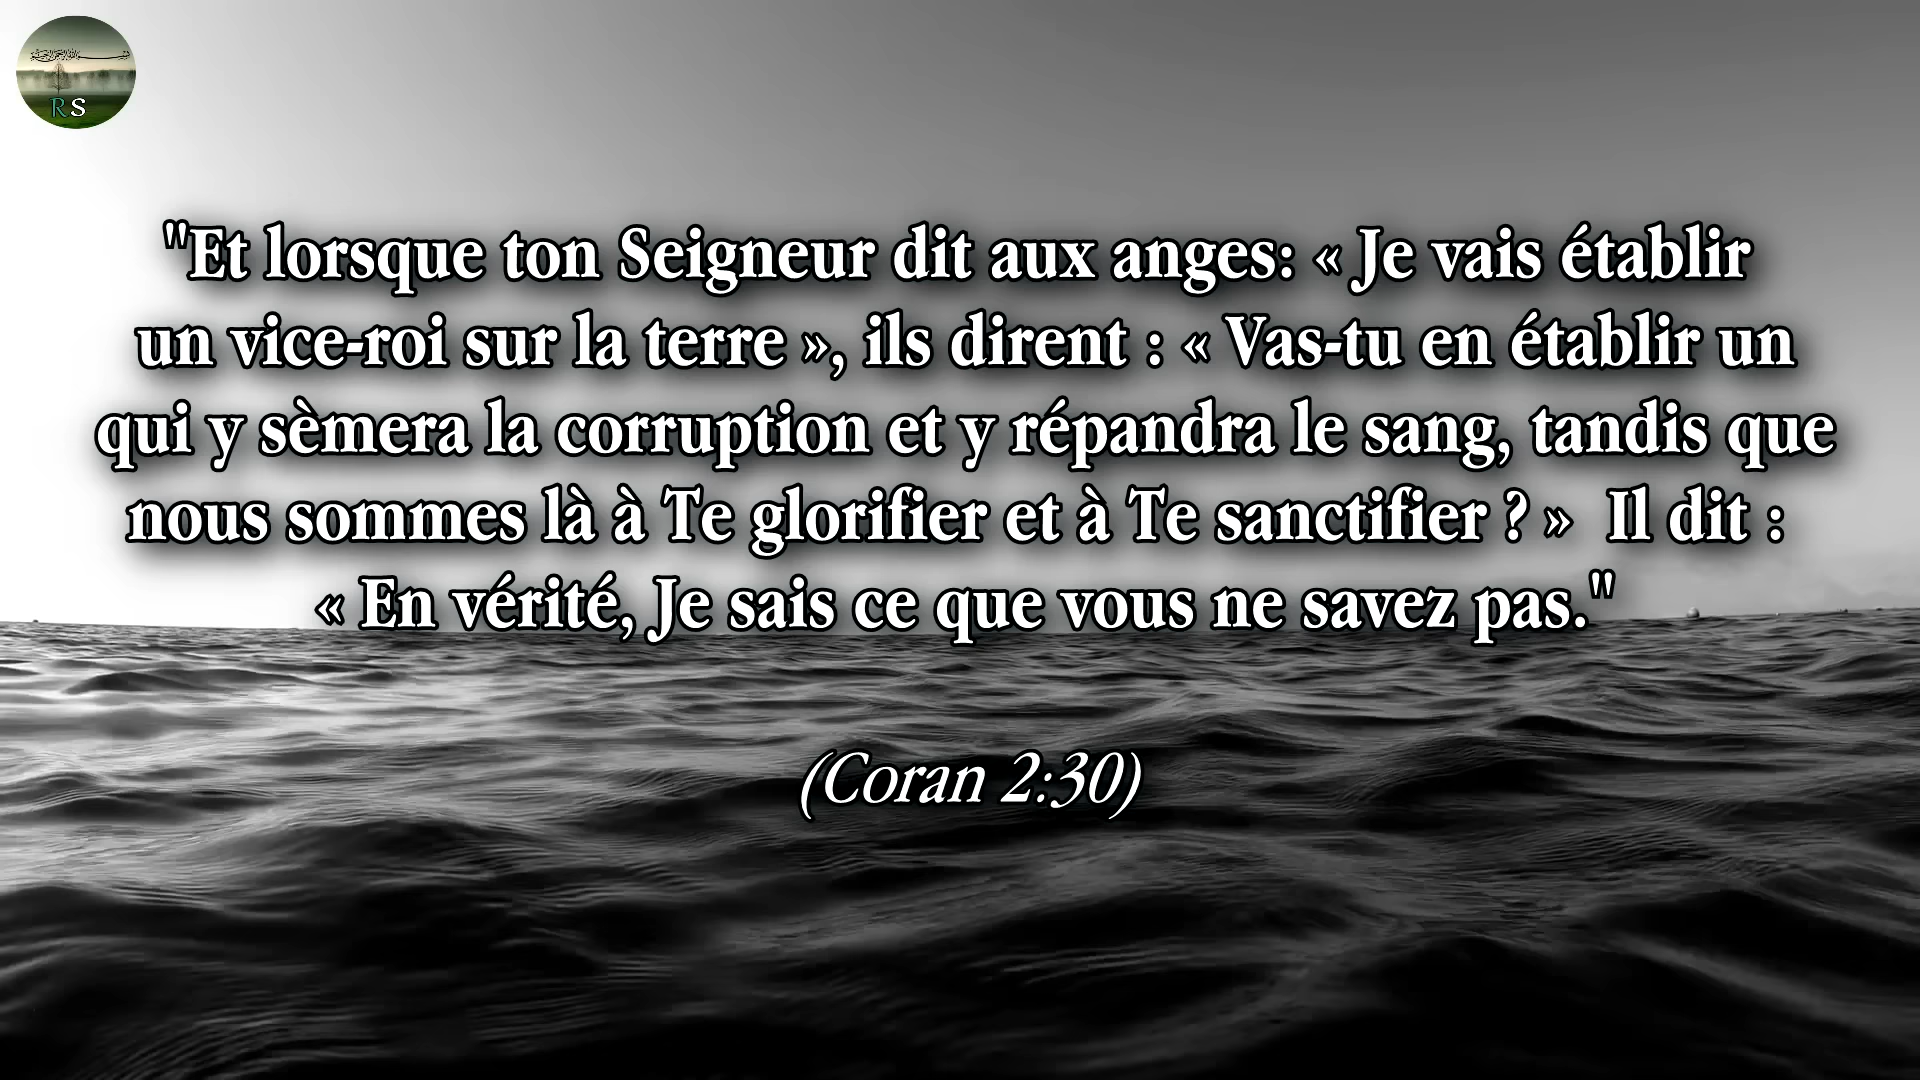 RS
"Et lorsque ton Seigneur dit aux anges: « Je vais établir
un vice-roi sur la terre », ils dirent : « Vas-tu en établir un
qui y sèmera la corruption et y répandra le sang, tandis que
nous sommes là à Te glorifier et à Te sanctifier ? »  Il dit :
« En vérité, Je sais ce que vous ne savez pas."
(Coran 2:30)